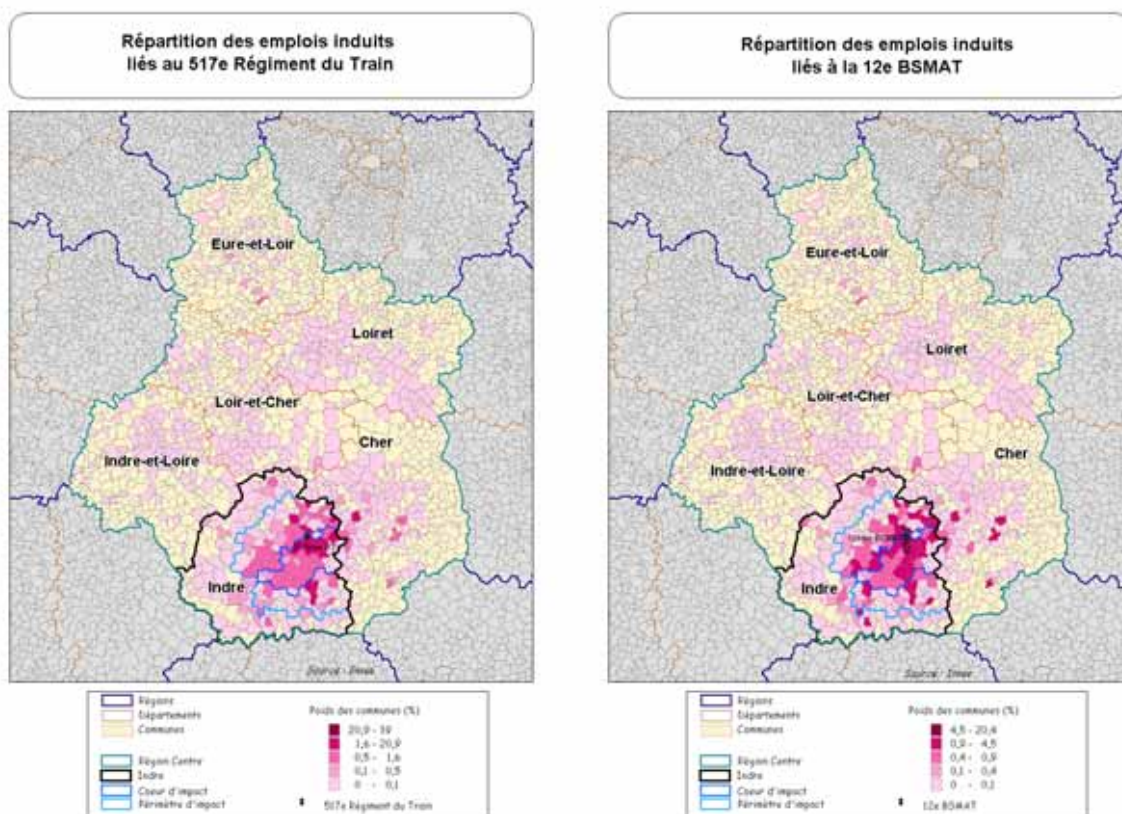 Répartition des emplois induits
liés au 517e Régiment du Train
Eure-et-Loir
Loiret
Loir-et-Cher
Cher
Indre-et-Loire
Indre
Source : Insee
Régions
Départements
Communes
Région Centre
Indre
Coeur d'impact
Périmètre d'impact
Poids des communes (%)
20,9 - 39
1,6 - 20,9
0,5 - 1,6
0,1 - 0,5
0 - 0,1
517e Régiment du Train
Répartition des emplois induits
liés à la 12e BSMAT
Eure-et-Loir
Loiret
Loir-et-Cher
Cher
Indre-et-Loire
Indre
Source : Insee
Régions
Départements
Communes
Région Centre
Indre
Coeur d'impact
Périmètre d'impact
Poids des communes (%)
4,5 - 20,4
0,9 - 4,5
0,4 - 0,9
0,1 - 0,4
0 - 0,1
12e BSMAT